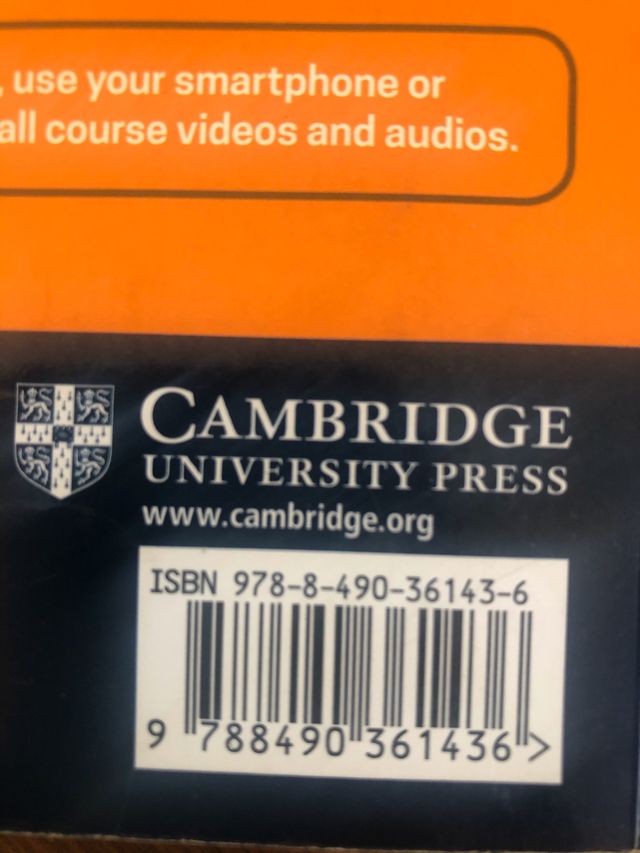 , use your smartphone or
all course videos and audios.
CAMBRIDGE
UNIVERSITY PRESS
www.cambridge.org
ISBN 978-8-490-36143-6
9 788490 361436 >